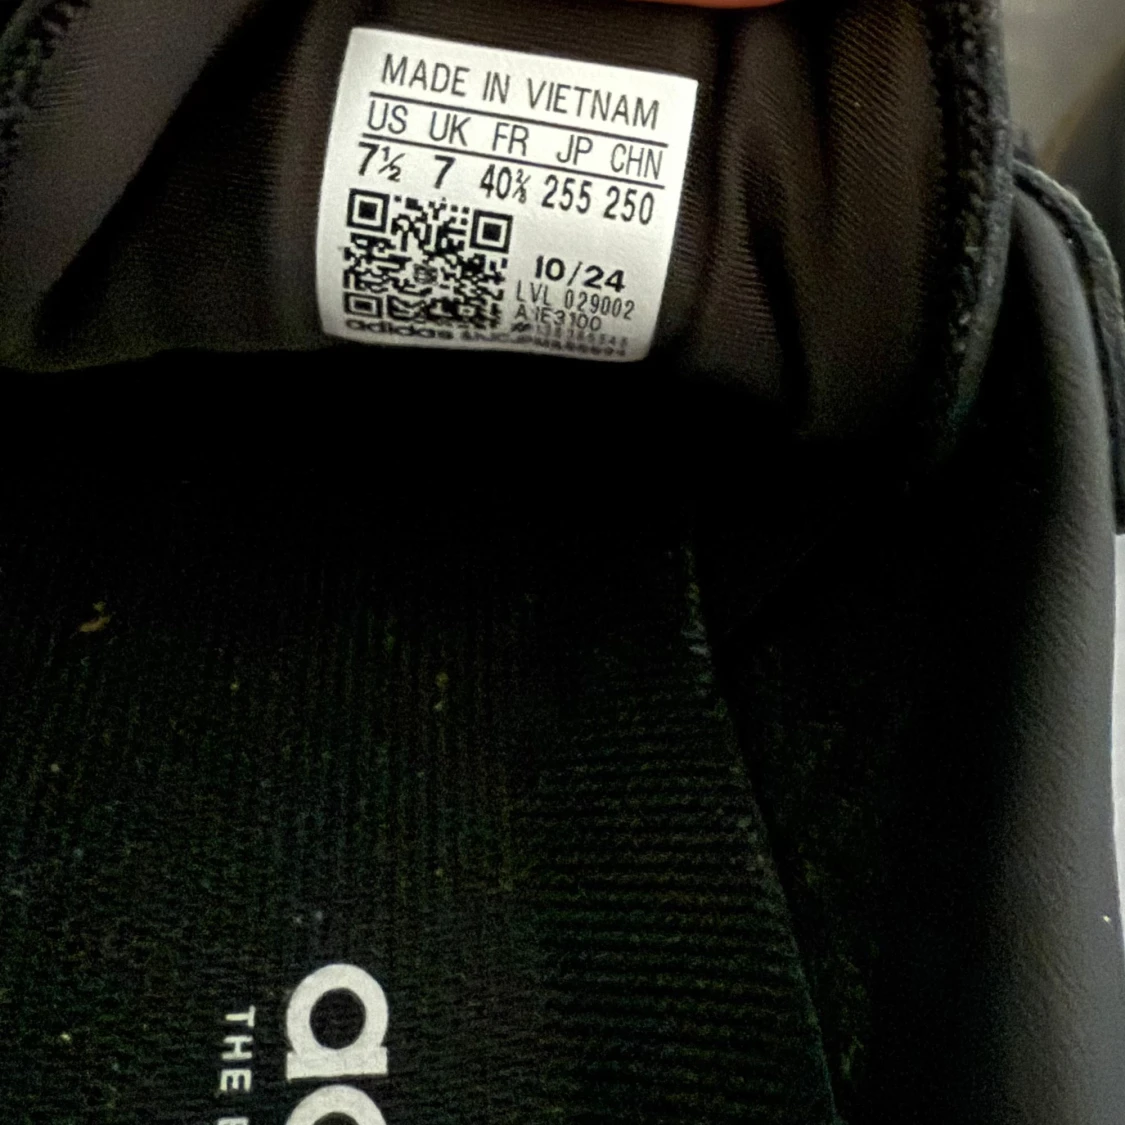 MADE IN VIETNAM
US UK FR JP CHN
7½ 7 40⅔ 255 250
10/24
LVL 029002
IE3100
adidas
THE